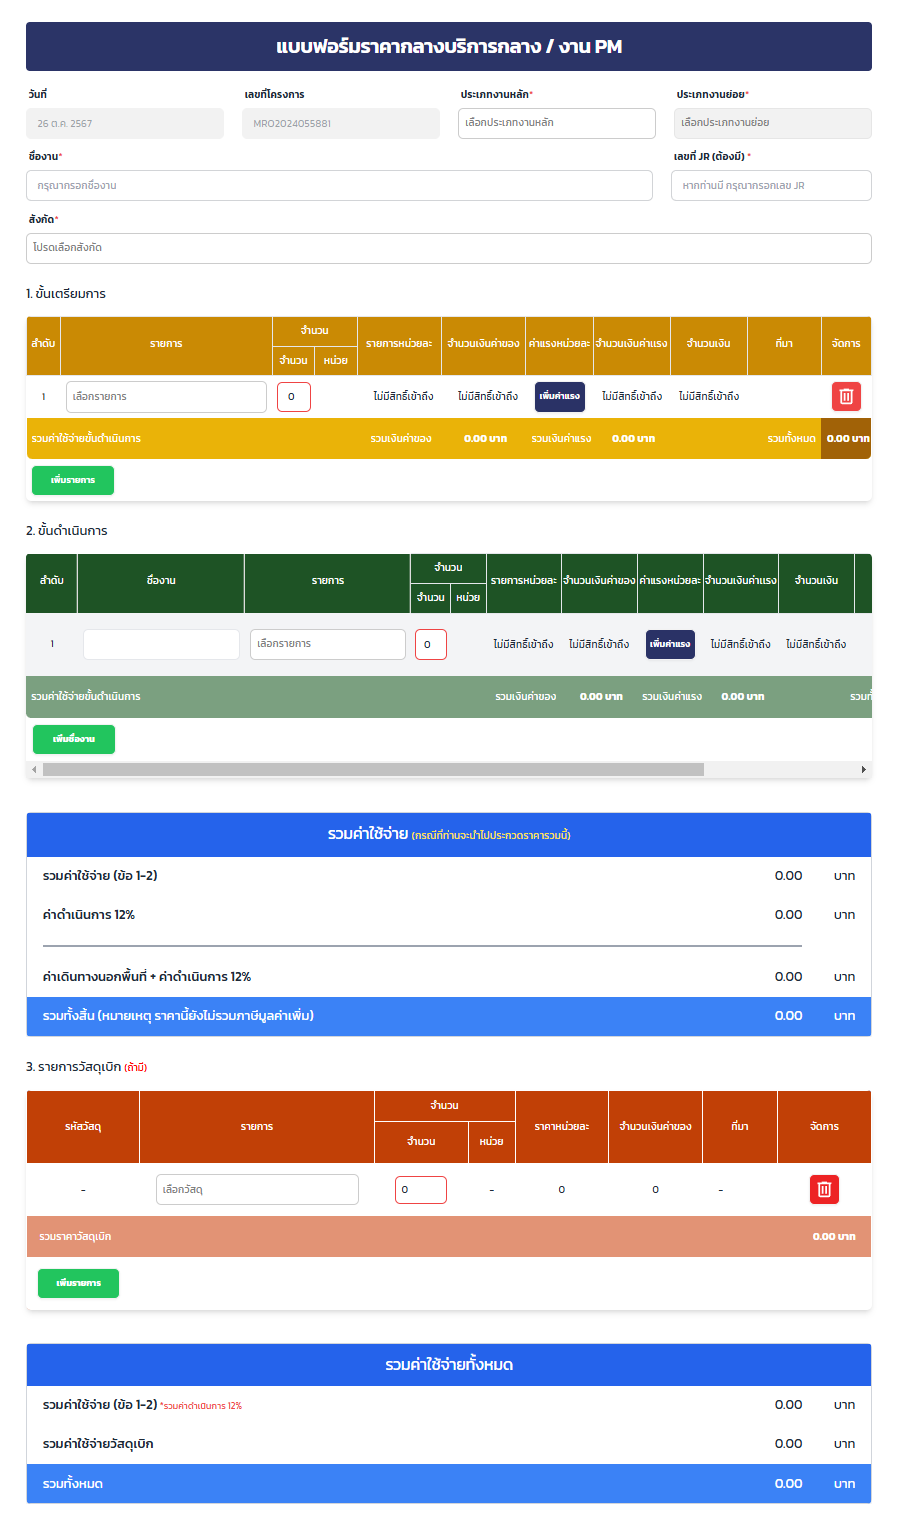 แบบฟอร์มราคากลางบริการกลาง / งาน PM
วันที่ เลขที่โครงการ ประเภทงานหลัก* ประเภทงานย่อย*
26 ต.ค. 2567 MRO2024055881 เลือกประเภทงานหลัก เลือกประเภทงานย่อย
ชื่องาน* เลขที่ JR (ต้องมี) *
กรุณากรอกชื่องาน หากท่านมี กรุณากรอกเลข JR
สังกัด*
โปรดเลือกสังกัด
1. ขั้นเตรียมการ
จำนวน
ลำดับ รายการ รายการหน่วยละ จำนวนเงินค่าของ ค่าแรงหน่วยละ จำนวนเงินค่าแรง จำนวนเงิน ที่มา จัดการ
จำนวน หน่วย
1 เลือกรายการ 0 ไม่มีสิทธิ์เข้าถึง ไม่มีสิทธิ์เข้าถึง เพิ่มค่าแรง ไม่มีสิทธิ์เข้าถึง ไม่มีสิทธิ์เข้าถึง
รวมค่าใช้จ่ายขั้นดำเนินการ รวมเงินค่าของ 0.00 บาท รวมเงินค่าแรง 0.00 บาท รวมทั้งหมด 0.00 บาท
เพิ่มรายการ
2. ขั้นดำเนินการ
จำนวน
ลำดับ ชื่องาน รายการ รายการหน่วยละ จำนวนเงินค่าของ ค่าแรงหน่วยละ จำนวนเงินค่าแรง จำนวนเงิน
จำนวน หน่วย
1 เลือกรายการ 0 ไม่มีสิทธิ์เข้าถึง ไม่มีสิทธิ์เข้าถึง เพิ่มค่าแรง ไม่มีสิทธิ์เข้าถึง ไม่มีสิทธิ์เข้าถึง
รวมค่าใช้จ่ายขั้นดำเนินการ รวมเงินค่าของ 0.00 บาท รวมเงินค่าแรง 0.00 บาท
เพิ่มชื่องาน
รวมค่าใช้จ่าย (กรณีที่ท่านจะนำไปประกวดราคารวมนี้)
รวมค่าใช้จ่าย (ข้อ 1-2) 0.00 บาท
ค่าดำเนินการ 12% 0.00 บาท
ค่าเดินทางนอกพื้นที่ + ค่าดำเนินการ 12% 0.00 บาท
รวมทั้งสิ้น (หมายเหตุ ราคานี้ยังไม่รวมภาษีมูลค่าเพิ่ม) 0.00 บาท
3. รายการวัสดุเบิก (ถ้ามี)
จำนวน
รหัสวัสดุ รายการ ราคาหน่วยละ จำนวนเงินค่าของ ที่มา จัดการ
จำนวน หน่วย
- เลือกวัสดุ 0 - 0 0 -
รวมราคาวัสดุเบิก 0.00 บาท
เพิ่มรายการ
รวมค่าใช้จ่ายทั้งหมด
รวมค่าใช้จ่าย (ข้อ 1-2) *รวมค่าดำเนินการ 12% 0.00 บาท
รวมค่าใช้จ่ายวัสดุเบิก 0.00 บาท
รวมทั้งหมด 0.00 บาท